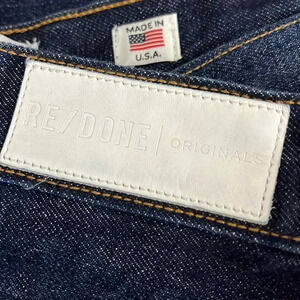 MADE IN
U.S.A.
RE/DONE | ORIGINALS